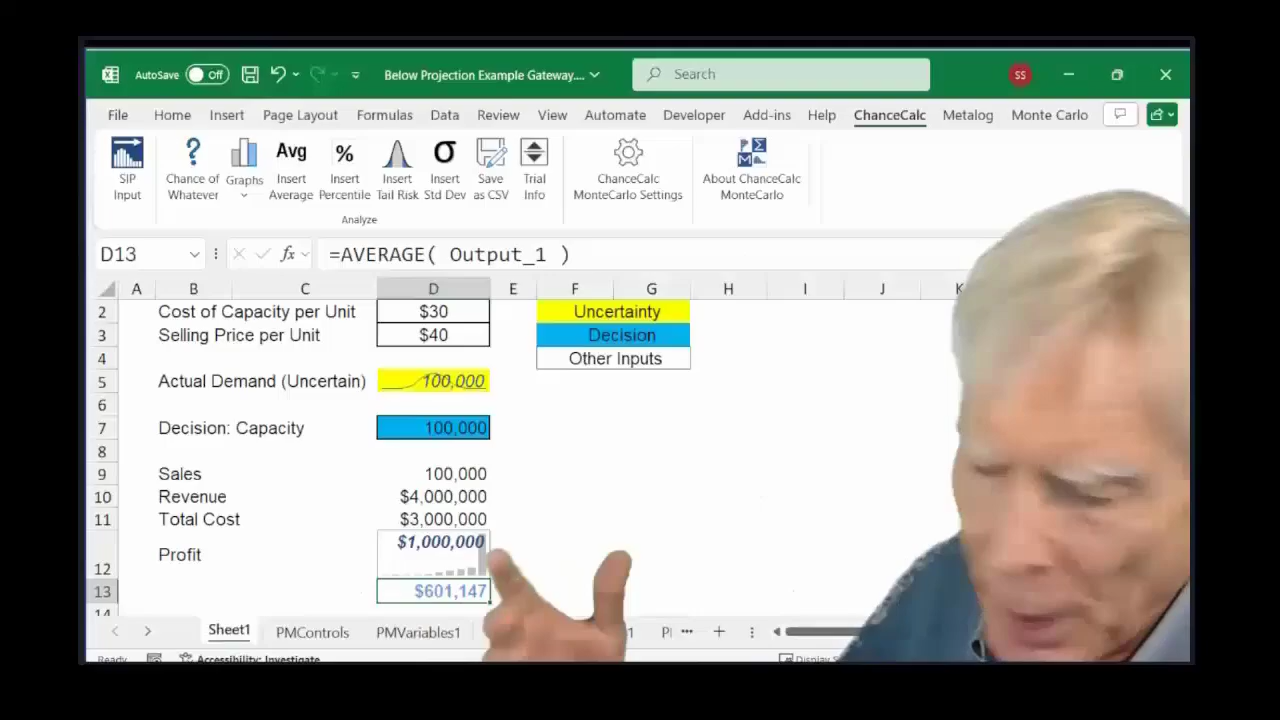 AutoSave Off Below Projection Example Gateway.... Search SS
File Home Insert Page Layout Formulas Data Review View Automate Developer Add-ins Help ChanceCalc Metalog Monte Carlo
SIP Input
Chance of Whatever
Graphs
Avg Insert Average
% Insert Percentile
Insert Tail Risk
σ Insert Std Dev
Save as CSV
Trial Info
ChanceCalc MonteCarlo Settings
About ChanceCalc MonteCarlo
Analyze
D13 fx =AVERAGE( Output_1 )
A B C D E F G H I J K
2 Cost of Capacity per Unit $30 Uncertainty
3 Selling Price per Unit $40 Decision
4 Other Inputs
5 Actual Demand (Uncertain) 100,000
6
7 Decision: Capacity 100,000
8
9 Sales 100,000
10 Revenue $4,000,000
11 Total Cost $3,000,000
12 Profit $1,000,000
13 $601,147
14
Sheet1 PMControls PMVariables1
Ready Accessibility: Investigate Display S